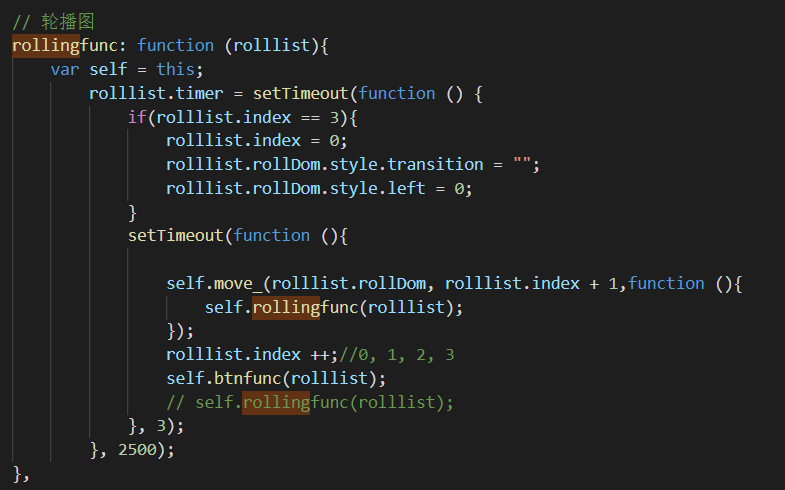 // 轮播图
rollingfunc: function (rolllist){
var self = this;
rolllist.timer = setTimeout(function () {
if(rolllist.index == 3){
rolllist.index = 0;
rolllist.rollDom.style.transition = "";
rolllist.rollDom.style.left = 0;
}
setTimeout(function (){
self.move_(rolllist.rollDom, rolllist.index + 1,function (){
self.rollingfunc(rolllist);
});
rolllist.index ++;//0, 1, 2, 3
self.btnfunc(rolllist);
// self.rollingfunc(rolllist);
}, 3);
}, 2500);
},